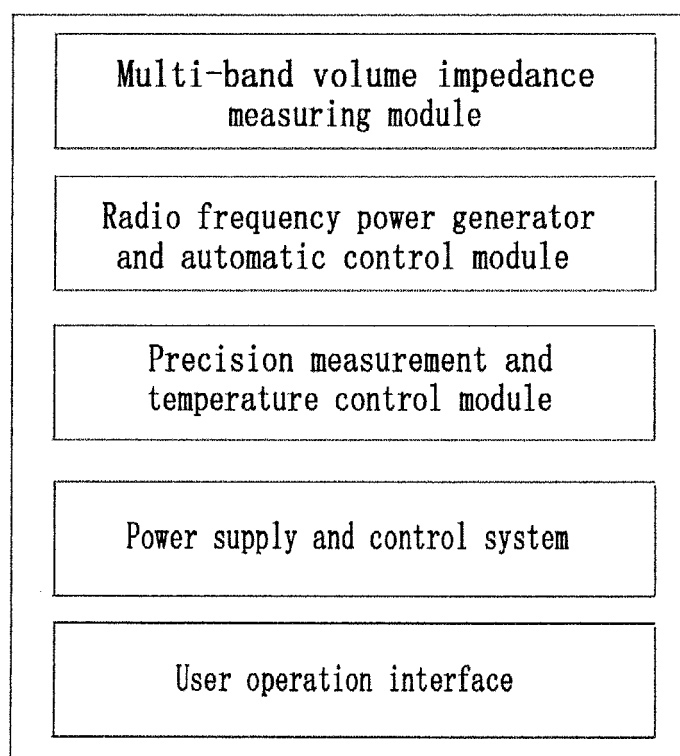 Multi-band volume impedance
measuring module
Radio frequency power generator
and automatic control module
Precision measurement and
temperature control module
Power supply and control system
User operation interface